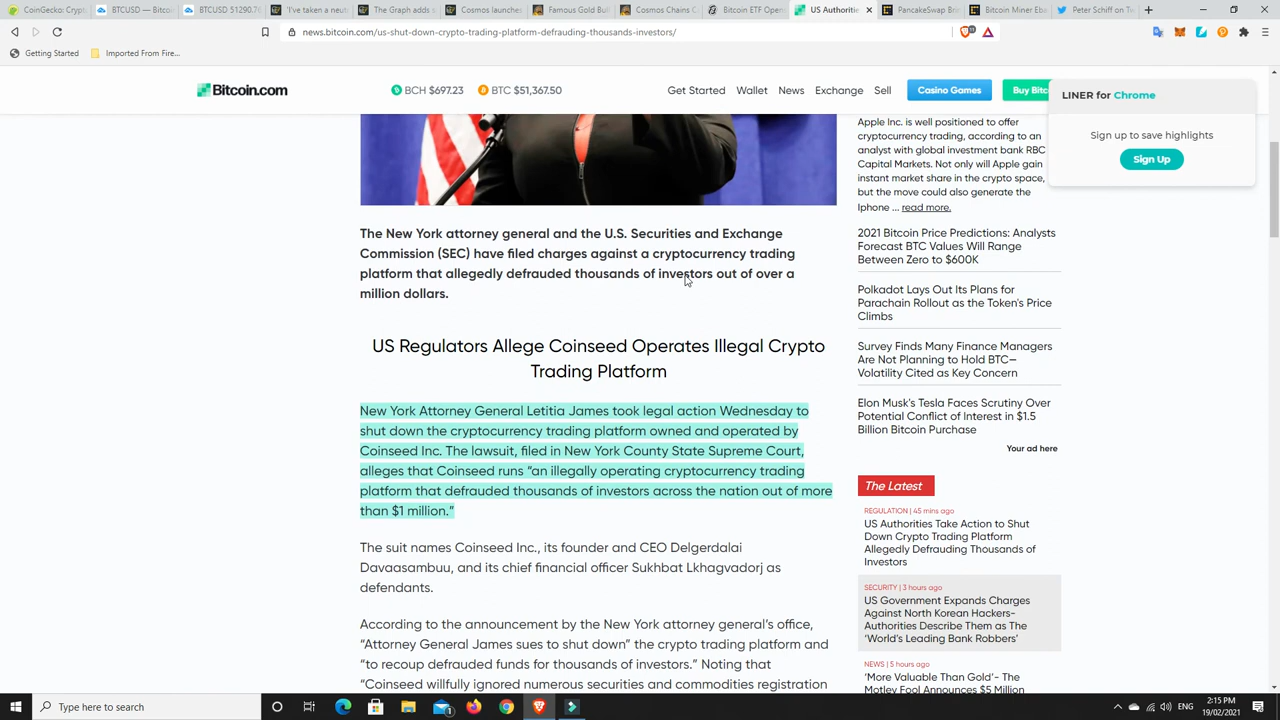 CoinGecko: Crypt
BTCUSD — Bitco
BTCUSD 51290.70
'I've taken a neut
The Graph adds s
Cosmos launche
Famous Gold Bul
Cosmos Chains C
Bitcoin ETF Open
US Authoritie
PancakeSwap Brie
Bitcoin Miner Eba
Peter Schiff on Tw
news.bitcoin.com/us-shut-down-crypto-trading-platform-defrauding-thousands-investors/
Getting Started
Imported From Fire...
Bitcoin.com
BCH $697.23
BTC $51,367.50
Get Started
Wallet
News
Exchange
Sell
Casino Games
Buy Bitc
LINER for Chrome
Sign up to save highlights
Sign Up
Apple Inc. is well positioned to offer
cryptocurrency trading, according to an
analyst with global investment bank RBC
Capital Markets. Not only will Apple gain
instant market share in the crypto space,
but the move could also generate the
Iphone ... read more.
2021 Bitcoin Price Predictions: Analysts
Forecast BTC Values Will Range
Between Zero to $600K
Polkadot Lays Out Its Plans for
Parachain Rollout as the Token's Price
Climbs
Survey Finds Many Finance Managers
Are Not Planning to Hold BTC—
Volatility Cited as Key Concern
Elon Musk's Tesla Faces Scrutiny Over
Potential Conflict of Interest in $1.5
Billion Bitcoin Purchase
Your ad here
The Latest
REGULATION | 45 mins ago
US Authorities Take Action to Shut
Down Crypto Trading Platform
Allegedly Defrauding Thousands of
Investors
SECURITY | 3 hours ago
US Government Expands Charges
Against North Korean Hackers-
Authorities Describe Them as The
'World's Leading Bank Robbers'
NEWS | 5 hours ago
'More Valuable Than Gold'- The
Motley Fool Announces $5 Million
The New York attorney general and the U.S. Securities and Exchange
Commission (SEC) have filed charges against a cryptocurrency trading
platform that allegedly defrauded thousands of investors out of over a
million dollars.
US Regulators Allege Coinseed Operates Illegal Crypto
Trading Platform
New York Attorney General Letitia James took legal action Wednesday to
shut down the cryptocurrency trading platform owned and operated by
Coinseed Inc. The lawsuit, filed in New York County State Supreme Court,
alleges that Coinseed runs “an illegally operating cryptocurrency trading
platform that defrauded thousands of investors across the nation out of more
than $1 million.”
The suit names Coinseed Inc., its founder and CEO Delgerdalai
Davaasambuu, and its chief financial officer Sukhbat Lkhagvadorj as
defendants.
According to the announcement by the New York attorney general's office,
“Attorney General James sues to shut down” the crypto trading platform and
“to recoup defrauded funds for thousands of investors.” Noting that
“Coinseed willfully ignored numerous securities and commodities registration
Type here to search
ENG
2:15 PM
19/02/2021